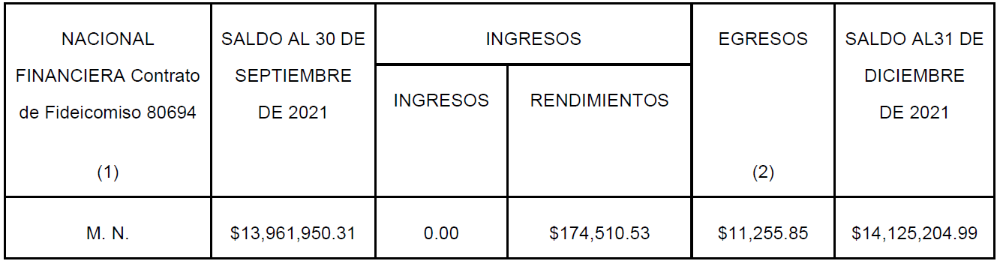 NACIONAL
FINANCIERA Contrato
de Fideicomiso 80694
(1)
SALDO AL 30 DE
SEPTIEMBRE
DE 2021
INGRESOS
INGRESOS
RENDIMIENTOS
EGRESOS
(2)
SALDO AL31 DE
DICIEMBRE
DE 2021
M. N.
$13,961,950.31
0.00
$174,510.53
$11,255.85
$14,125,204.99